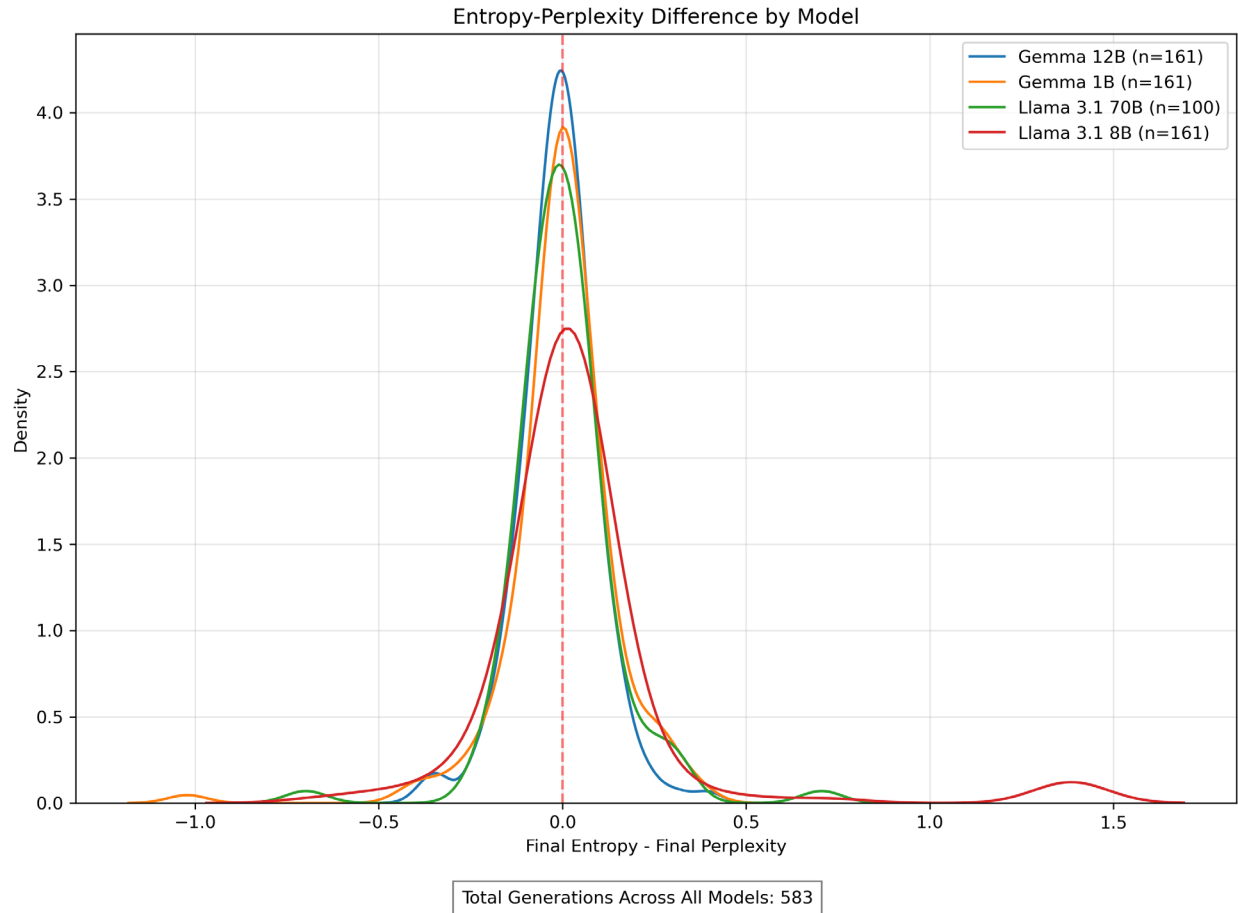 Entropy-Perplexity Difference by Model
Gemma 12B (n=161)
Gemma 1B (n=161)
Llama 3.1 70B (n=100)
Llama 3.1 8B (n=161)
Density
4.0
3.5
3.0
2.5
2.0
1.5
1.0
0.5
0.0
−1.0
−0.5
0.0
0.5
1.0
1.5
Final Entropy - Final Perplexity
Total Generations Across All Models: 583